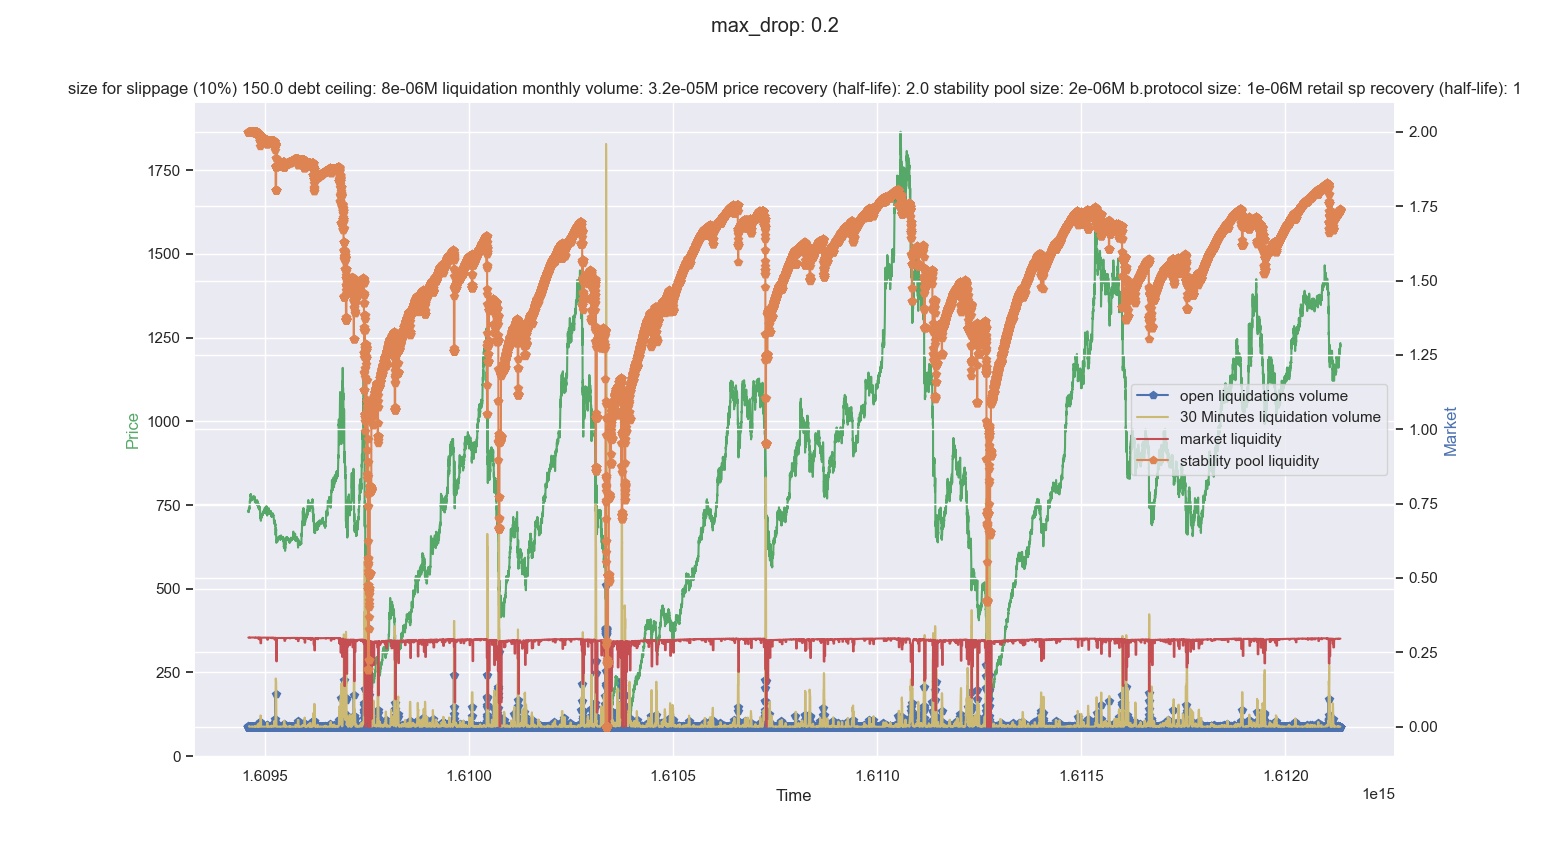 max_drop: 0.2
size for slippage (10%) 150.0 debt ceiling: 8e-06M liquidation monthly volume: 3.2e-05M price recovery (half-life): 2.0 stability pool size: 2e-06M b.protocol size: 1e-06M retail sp recovery (half-life): 1
1750
1500
1250
1000
750
500
250
0
Price
2.00
1.75
1.50
1.25
1.00
0.75
0.50
0.25
0.00
Market
open liquidations volume
30 Minutes liquidation volume
market liquidity
stability pool liquidity
1.6095
1.6100
1.6105
1.6110
1.6115
1.6120
1e15
Time